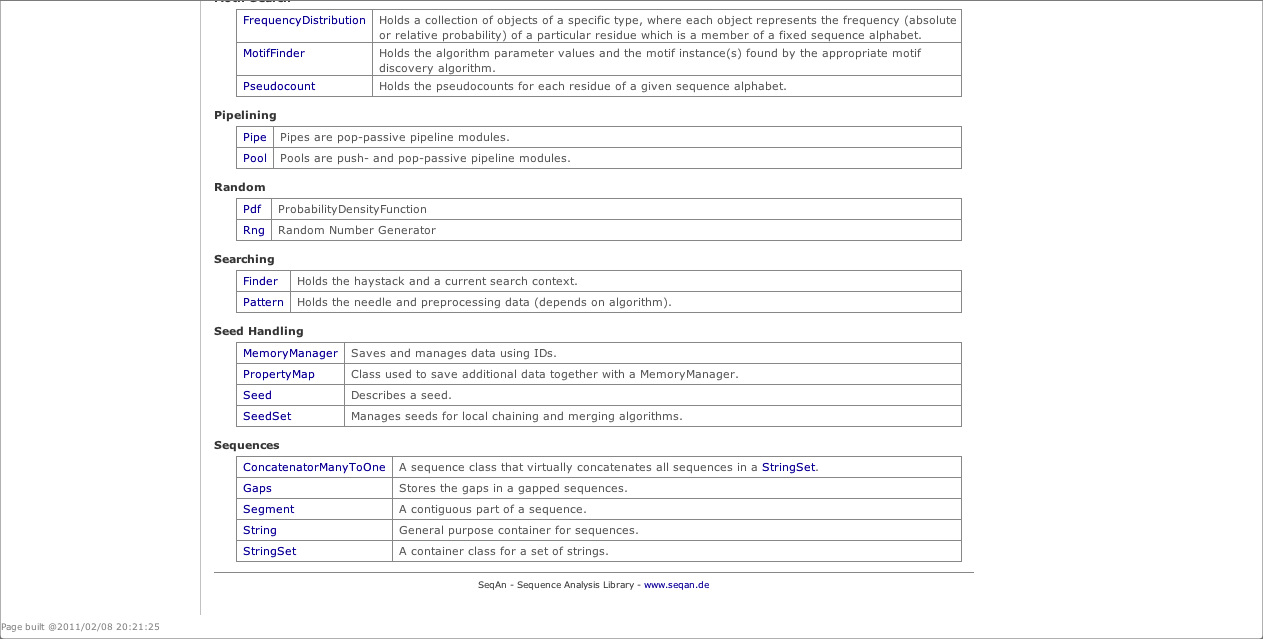 FrequencyDistribution Holds a collection of objects of a specific type, where each object represents the frequency (absolute
or relative probability) of a particular residue which is a member of a fixed sequence alphabet.
MotifFinder Holds the algorithm parameter values and the motif instance(s) found by the appropriate motif
discovery algorithm.
Pseudocount Holds the pseudocounts for each residue of a given sequence alphabet.
Pipelining
Pipe Pipes are pop-passive pipeline modules.
Pool Pools are push- and pop-passive pipeline modules.
Random
Pdf ProbabilityDensityFunction
Rng Random Number Generator
Searching
Finder Holds the haystack and a current search context.
Pattern Holds the needle and preprocessing data (depends on algorithm).
Seed Handling
MemoryManager Saves and manages data using IDs.
PropertyMap Class used to save additional data together with a MemoryManager.
Seed Describes a seed.
SeedSet Manages seeds for local chaining and merging algorithms.
Sequences
ConcatenatorManyToOne A sequence class that virtually concatenates all sequences in a StringSet.
Gaps Stores the gaps in a gapped sequences.
Segment A contiguous part of a sequence.
String General purpose container for sequences.
StringSet A container class for a set of strings.
SeqAn - Sequence Analysis Library - www.seqan.de
Page built @2011/02/08 20:21:25